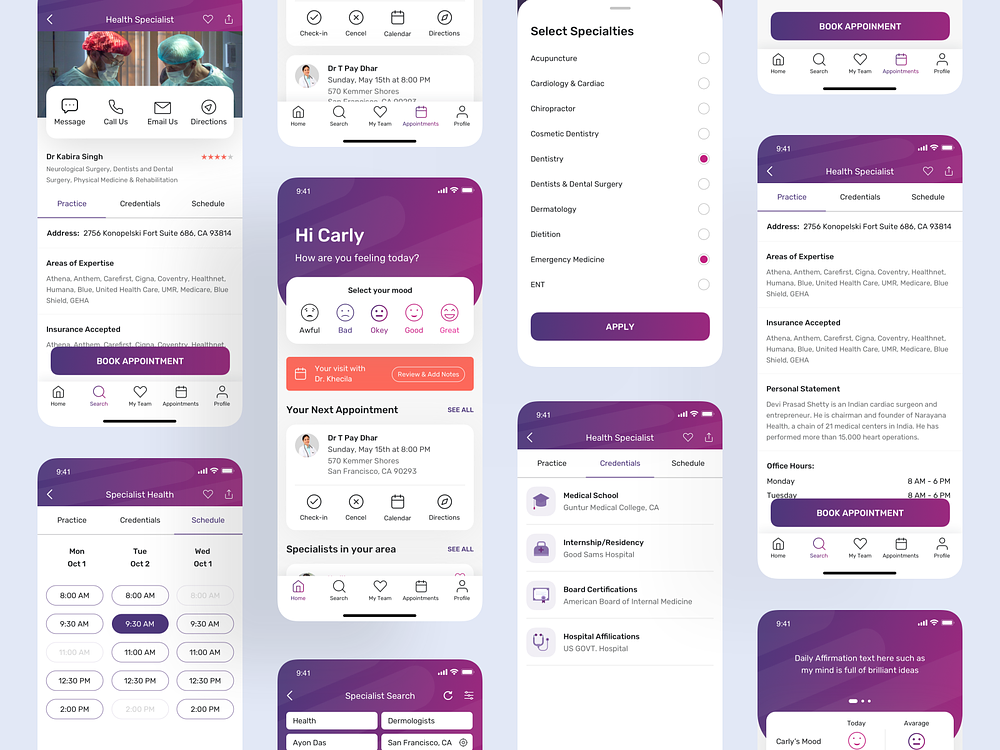 Health Specialist
Message Call Us Email Us Directions
Dr Kabira Singh
Neurological Surgery, Dentists and Dental
Surgery, Physical Medicine & Rehabilitation
Practice Credentials Schedule
Address: 2756 Konopelski Fort Suite 686, CA 93814
Areas of Expertise
Athena, Anthem, Carefirst, Cigna, Coventry, Healthnet,
Humana, Blue, United Health Care, UMR, Medicare, Blue
Shield, GEHA
Insurance Accepted
Athena, Anthem, Carefirst, Cigna, Coventry, Healthnet,
BOOK APPOINTMENT
Home Search My Team Appointments Profile
9:41
Specialist Health
Practice Credentials Schedule
Mon Tue Wed
Oct 1 Oct 2 Oct 1
8:00 AM 8:00 AM 8:00 AM
9:30 AM 9:30 AM 9:30 AM
11:00 AM 11:00 AM 11:00 AM
12:30 PM 12:30 PM 12:30 PM
2:00 PM 2:00 PM 2:00 PM
Check-in Cencel Calendar Directions
Dr T Pay Dhar
Sunday, May 15th at 8:00 PM
570 Kemmer Shores
San Francisco, CA 90293
Home Search My Team Appointments Profile
9:41
Hi Carly
How are you feeling today?
Select your mood
Awful Bad Okey Good Great
Your visit with
Dr. Khecila
Review & Add Notes
Your Next Appointment SEE ALL
Dr T Pay Dhar
Sunday, May 15th at 8:00 PM
570 Kemmer Shores
San Francisco, CA 90293
Check-in Cencel Calendar Directions
Specialists in your area SEE ALL
Home Search My Team Appointments Profile
9:41
Specialist Search
Health Dermologists
Ayon Das San Francisco, CA
Select Specialties
Acupuncture
Cardiology & Cardiac
Chiropractor
Cosmetic Dentistry
Dentistry
Dentists & Dental Surgery
Dermatology
Dietition
Emergency Medicine
ENT
APPLY
9:41
Health Specialist
Practice Credentials Schedule
Medical School
Guntur Medical College, CA
Internship/Residency
Good Sams Hospital
Board Certifications
American Board of Internal Medicine
Hospital Affilications
US GOVT. Hospital
BOOK APPOINTMENT
Home Search My Team Appointments Profile
9:41
Health Specialist
Practice Credentials Schedule
Address: 2756 Konopelski Fort Suite 686, CA 93814
Areas of Expertise
Athena, Anthem, Carefirst, Cigna, Coventry, Healthnet,
Humana, Blue, United Health Care, UMR, Medicare, Blue
Shield, GEHA
Insurance Accepted
Athena, Anthem, Carefirst, Cigna, Coventry, Healthnet,
Humana, Blue, United Health Care, UMR, Medicare, Blue
Shield, GEHA
Personal Statement
Devi Prasad Shetty is an Indian cardiac surgeon and
entrepreneur. He is chairman and founder of Narayana
Health, a chain of 21 medical centers in India. He has
performed more than 15,000 heart operations.
Office Hours:
Monday 8 AM - 6 PM
Tuesday 8 AM - 6 PM
BOOK APPOINTMENT
Home Search My Team Appointments Profile
9:41
Daily Affirmation text here such as
my mind is full of brilliant ideas
Today Avarage
Carly's Mood